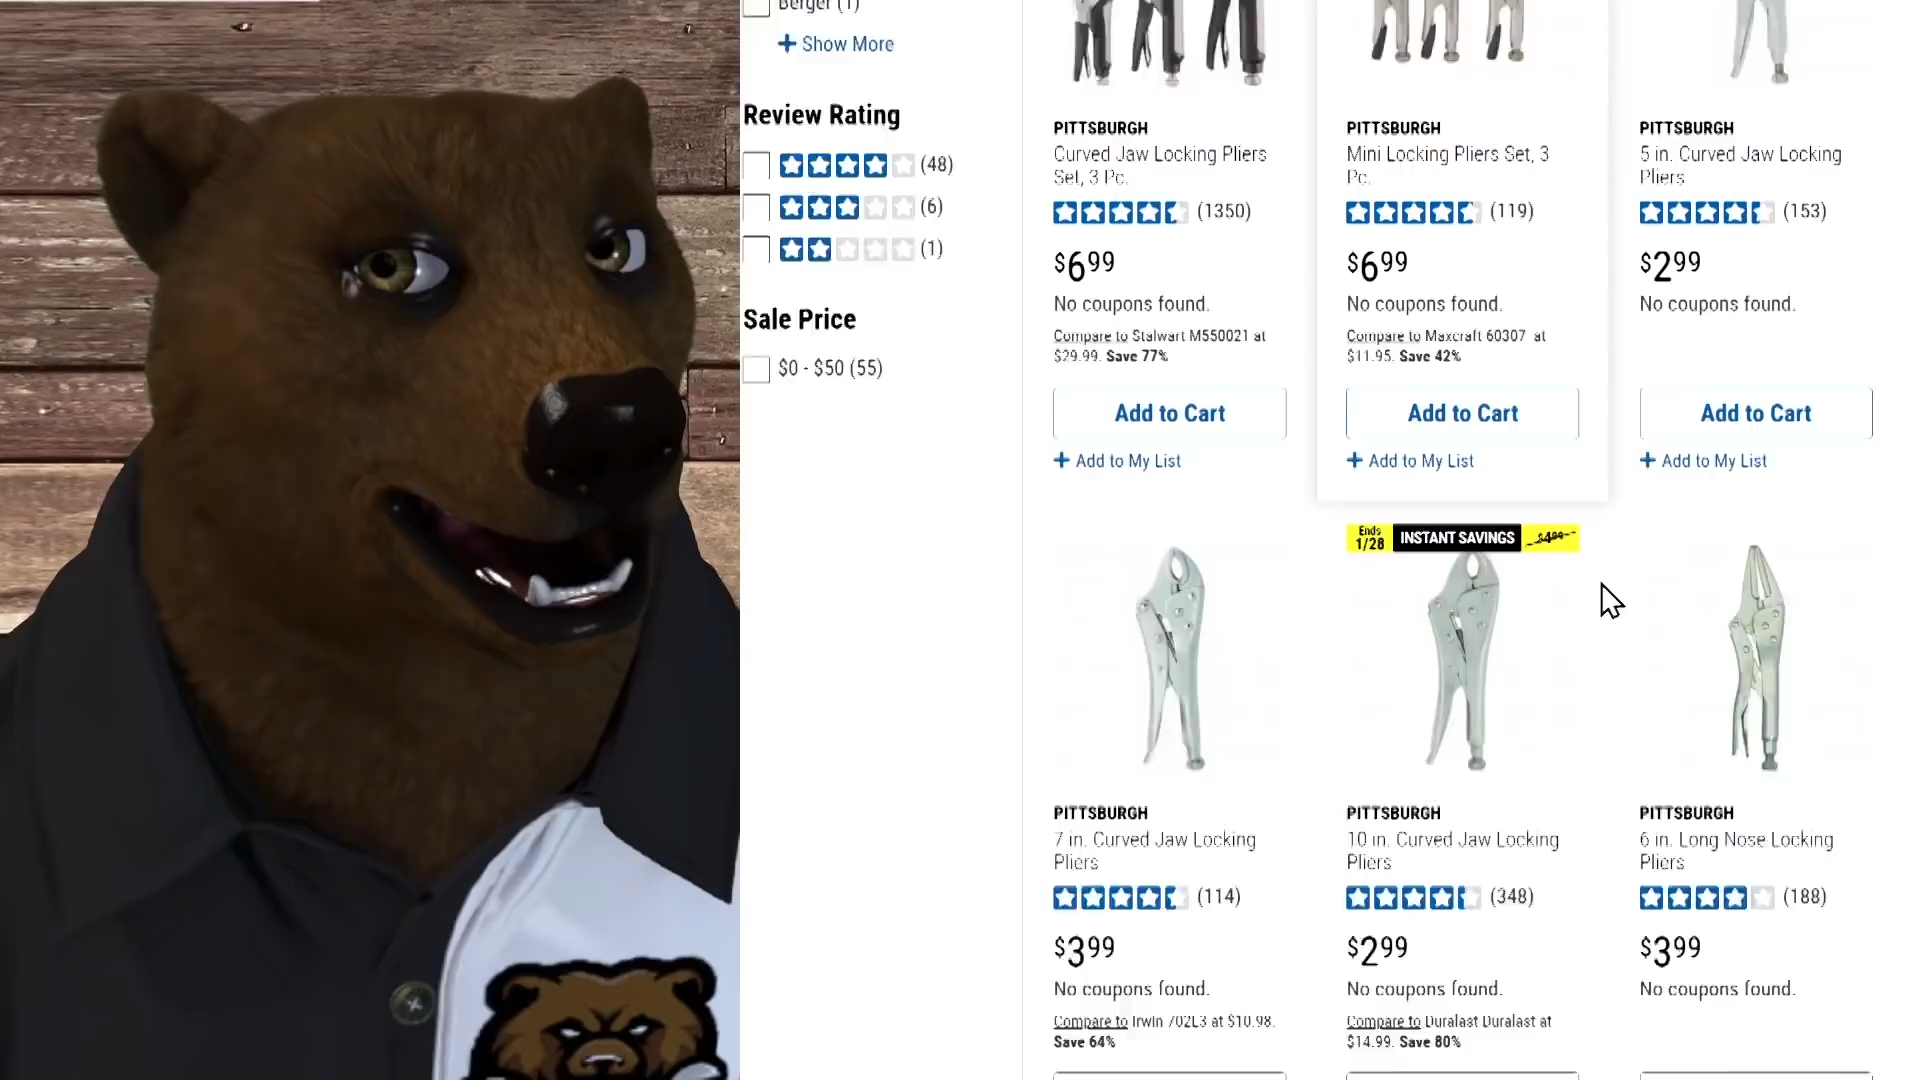 Berger (1)
+ Show More
Review Rating
(48)
(6)
(1)
Sale Price
$0 - $50 (55)
PITTSBURGH
Curved Jaw Locking Pliers
Set, 3 Pc.
(1350)
$6.99
No coupons found.
Compare to Stalwart M550021 at
$29.99. Save 77%
Add to Cart
+ Add to My List
PITTSBURGH
Mini Locking Pliers Set, 3
Pc.
(119)
$6.99
No coupons found.
Compare to Maxcraft 60307 at
$11.95. Save 42%
Add to Cart
+ Add to My List
PITTSBURGH
5 in. Curved Jaw Locking
Pliers
(153)
$2.99
No coupons found.
Add to Cart
+ Add to My List
PITTSBURGH
7 in. Curved Jaw Locking
Pliers
(114)
$3.99
No coupons found.
Compare to Irwin 702L3 at $10.98.
Save 64%
Ends
1/28
INSTANT SAVINGS
$4.99
PITTSBURGH
10 in. Curved Jaw Locking
Pliers
(348)
$2.99
No coupons found.
Compare to Duralast Duralast at
$14.99. Save 80%
PITTSBURGH
6 in. Long Nose Locking
Pliers
(188)
$3.99
No coupons found.